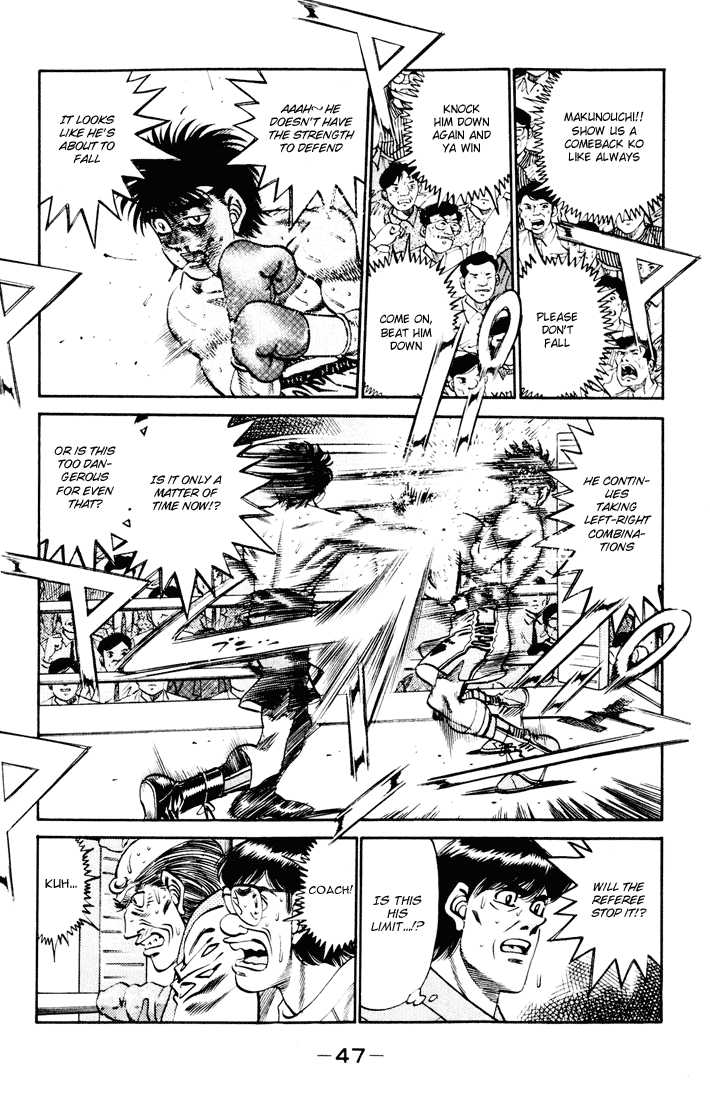 MAKUNOUCHI!!
SHOW US A
COMEBACK KO
LIKE ALWAYS
PLEASE
DON'T
FALL
KNOCK
HIM DOWN
AGAIN AND
YA WIN
COME ON,
BEAT HIM
DOWN
AAAH~ HE
DOESN'T HAVE
THE STRENGTH
TO DEFEND
IT LOOKS
LIKE HE'S
ABOUT TO
FALL
HE CONTIN-
UES
TAKING
LEFT-RIGHT
COMBINA-
TIONS
IS IT ONLY A
MATTER OF
TIME NOW!?
OR IS THIS
TOO DAN-
GEROUS
FOR EVEN
THAT?
WILL THE
REFEREE
STOP IT!?
IS THIS
HIS
LIMIT...!?
COACH!
KUH...
—47—